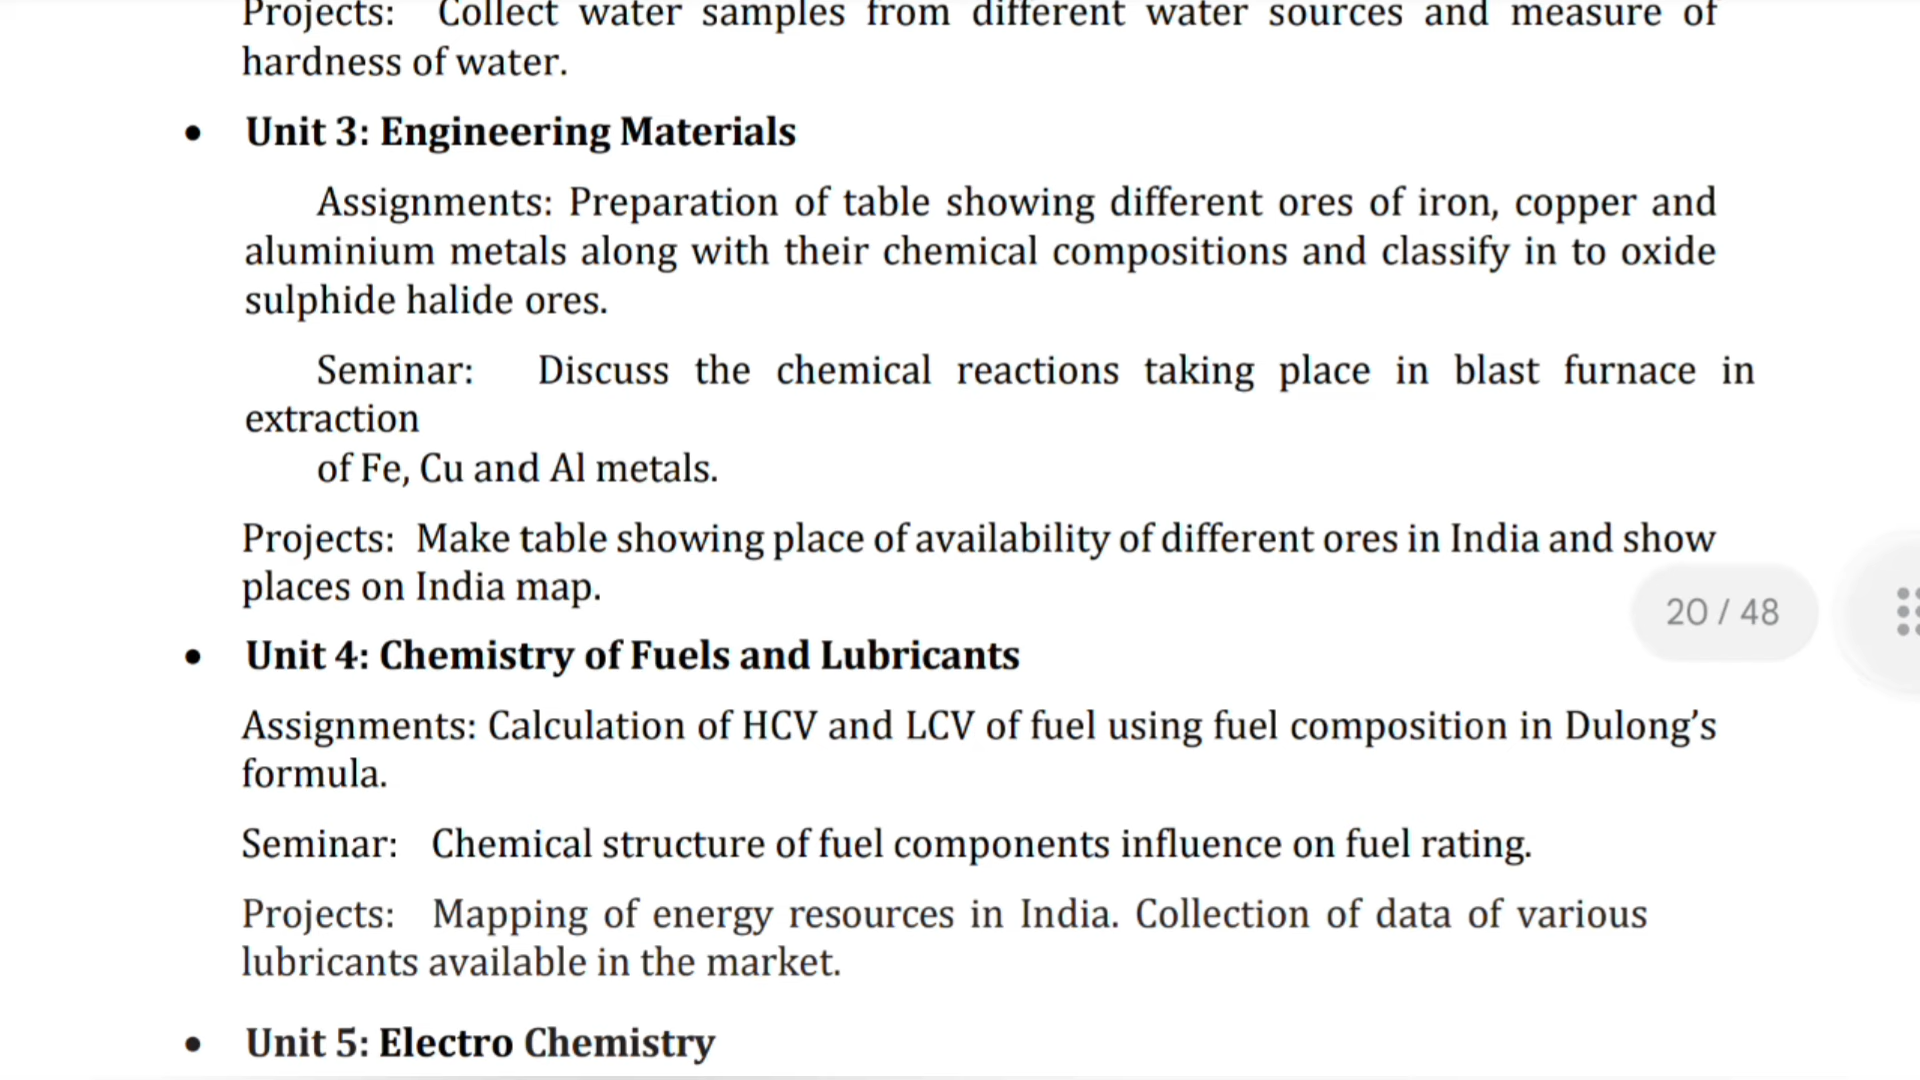 Projects: Collect water samples from different water sources and measure of
hardness of water.
• Unit 3: Engineering Materials
Assignments: Preparation of table showing different ores of iron, copper and
aluminium metals along with their chemical compositions and classify in to oxide
sulphide halide ores.
Seminar: Discuss the chemical reactions taking place in blast furnace in
extraction
of Fe, Cu and Al metals.
Projects: Make table showing place of availability of different ores in India and show
places on India map.
20 / 48
• Unit 4: Chemistry of Fuels and Lubricants
Assignments: Calculation of HCV and LCV of fuel using fuel composition in Dulong’s
formula.
Seminar: Chemical structure of fuel components influence on fuel rating.
Projects: Mapping of energy resources in India. Collection of data of various
lubricants available in the market.
• Unit 5: Electro Chemistry